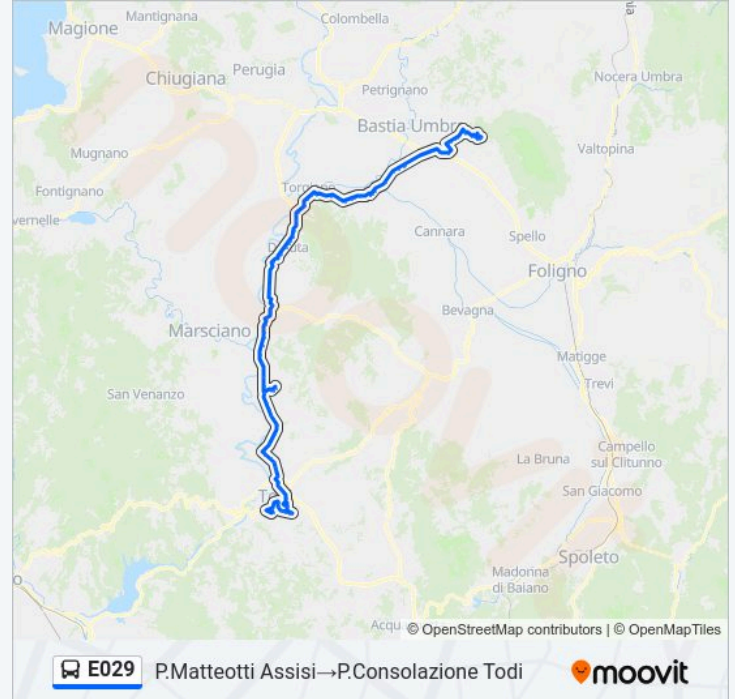 Mantignana
Colombella
Magione
Perugia
Chiugiana
Nocera Umbra
Petrignano
Bastia Umbra
Mugnano
Valtopina
Fontignano
vernelle
Cannara
Spello
Foligno
Bevagna
Marsciano
Matigge
San Venanzo
Trevi
Campello
sul Clitunno
La Bruna
San Giacomo
Spoleto
Madonna
di Baiano
Acqu
© OpenStreetMap contributors | © OpenMapTiles
E029 P.Matteotti Assisi→P.Consolazione Todi
moovit